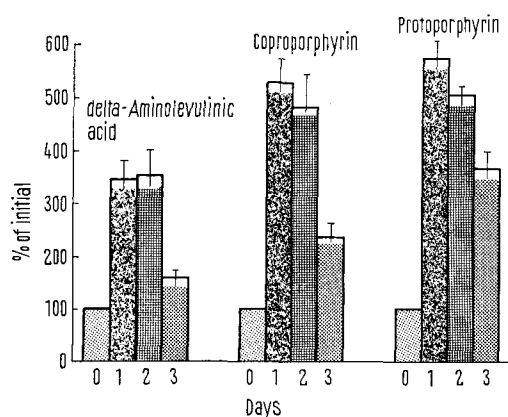 % of initial
600
500
400
300
200
100
0
delta-Aminolevulinic
acid
Coproporphyrin
Protoporphyrin
0 1 2 3
0 1 2 3
0 1 2 3
Days